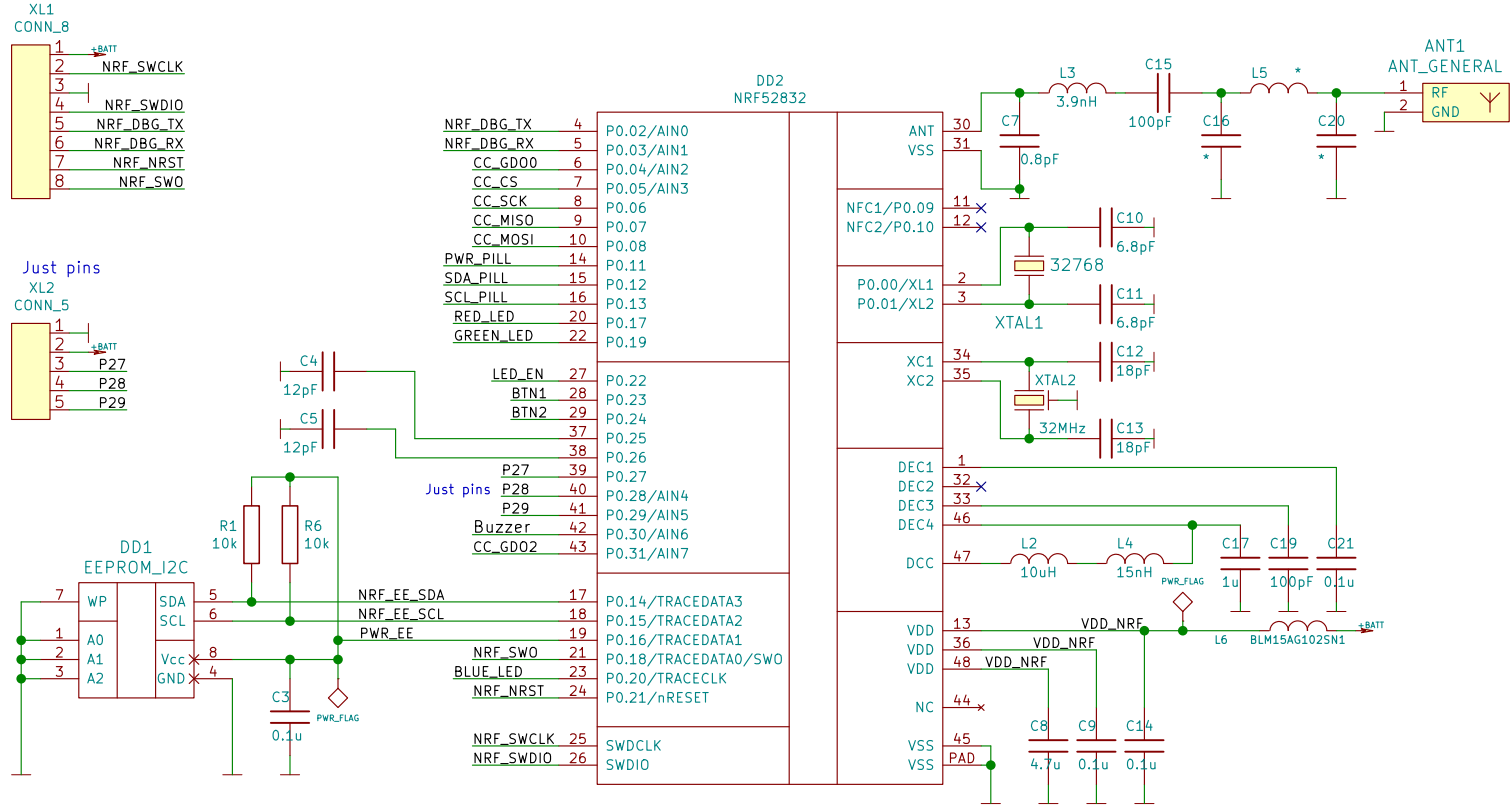 XL1
CONN_8
1 +BATT
2 NRF_SWCLK
3
4 NRF_SWDIO
5 NRF_DBG_TX
6 NRF_DBG_RX
7 NRF_NRST
8 NRF_SWO
Just pins
XL2
CONN_5
1
2 +BATT
3 P27
4 P28
5 P29
C4
12pF
C5
12pF
R1
10k
R6
10k
DD1
EEPROM_I2C
7 WP
1 A0
2 A1
3 A2
SDA 5
SCL 6
Vcc 8
GND 4
C3
0.1u
PWR_FLAG
DD2
NRF52832
NRF_DBG_TX 4 P0.02/AIN0
NRF_DBG_RX 5 P0.03/AIN1
CC_GDO0 6 P0.04/AIN2
CC_CS 7 P0.05/AIN3
CC_SCK 8 P0.06
CC_MISO 9 P0.07
CC_MOSI 10 P0.08
PWR_PILL 14 P0.11
SDA_PILL 15 P0.12
SCL_PILL 16 P0.13
RED_LED 20 P0.17
GREEN_LED 22 P0.19
LED_EN 27 P0.22
BTN1 28 P0.23
BTN2 29 P0.24
37 P0.25
38 P0.26
P27 39 P0.27
Just pins P28 40 P0.28/AIN4
P29 41 P0.29/AIN5
Buzzer 42 P0.30/AIN6
CC_GDO2 43 P0.31/AIN7
NRF_EE_SDA 17 P0.14/TRACEDATA3
NRF_EE_SCL 18 P0.15/TRACEDATA2
PWR_EE 19 P0.16/TRACEDATA1
NRF_SWO 21 P0.18/TRACEDATA0/SWO
BLUE_LED 23 P0.20/TRACECLK
NRF_NRST 24 P0.21/nRESET
NRF_SWCLK 25 SWDCLK
NRF_SWDIO 26 SWDIO
ANT 30
VSS 31
NFC1/P0.09 11
NFC2/P0.10 12
P0.00/XL1 2
P0.01/XL2 3
XC1 34
XC2 35
DEC1 1
DEC2 32
DEC3 33
DEC4 46
DCC 47
VDD 13 VDD_NRF
VDD 36 VDD_NRF
VDD 48 VDD_NRF
NC 44
VSS 45
VSS PAD
C7
0.8pF
L3
3.9nH
C15
100pF
C16
*
L5 *
C20
*
ANT1
ANT_GENERAL
1 RF
2 GND
C10
6.8pF
32768
C11
6.8pF
XTAL1
C12
18pF
XTAL2
32MHz
C13
18pF
L2
10uH
L4
15nH
C17
1u
C19
100pF
C21
0.1u
PWR_FLAG
L6 BLM15AG102SN1
+BATT
C8
4.7u
C9
0.1u
C14
0.1u